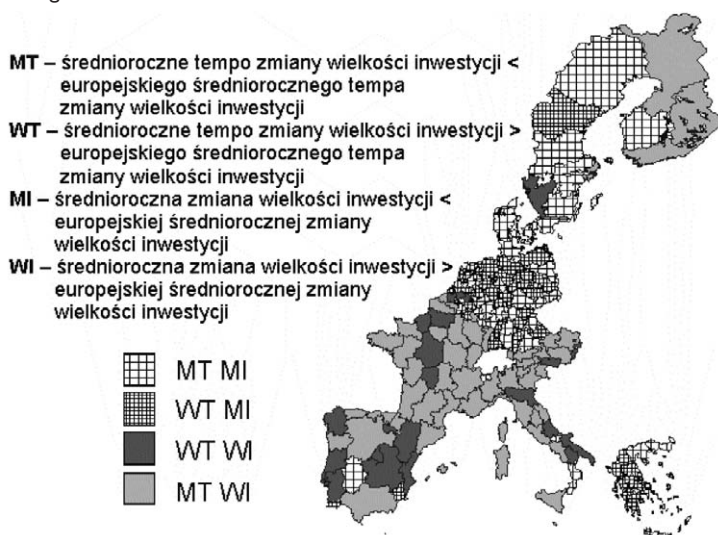 MT – średnioroczne tempo zmiany wielkości inwestycji <
europejskiego średniorocznego tempa
zmiany wielkości inwestycji
WT – średnioroczne tempo zmiany wielkości inwestycji >
europejskiego średniorocznego tempa
zmiany wielkości inwestycji
MI – średnioroczna zmiana wielkości inwestycji <
europejskiej średniorocznej zmiany
wielkości inwestycji
WI – średnioroczna zmiana wielkości inwestycji >
europejskiej średniorocznej zmiany
wielkości inwestycji
MT MI
WT MI
WT WI
MT WI